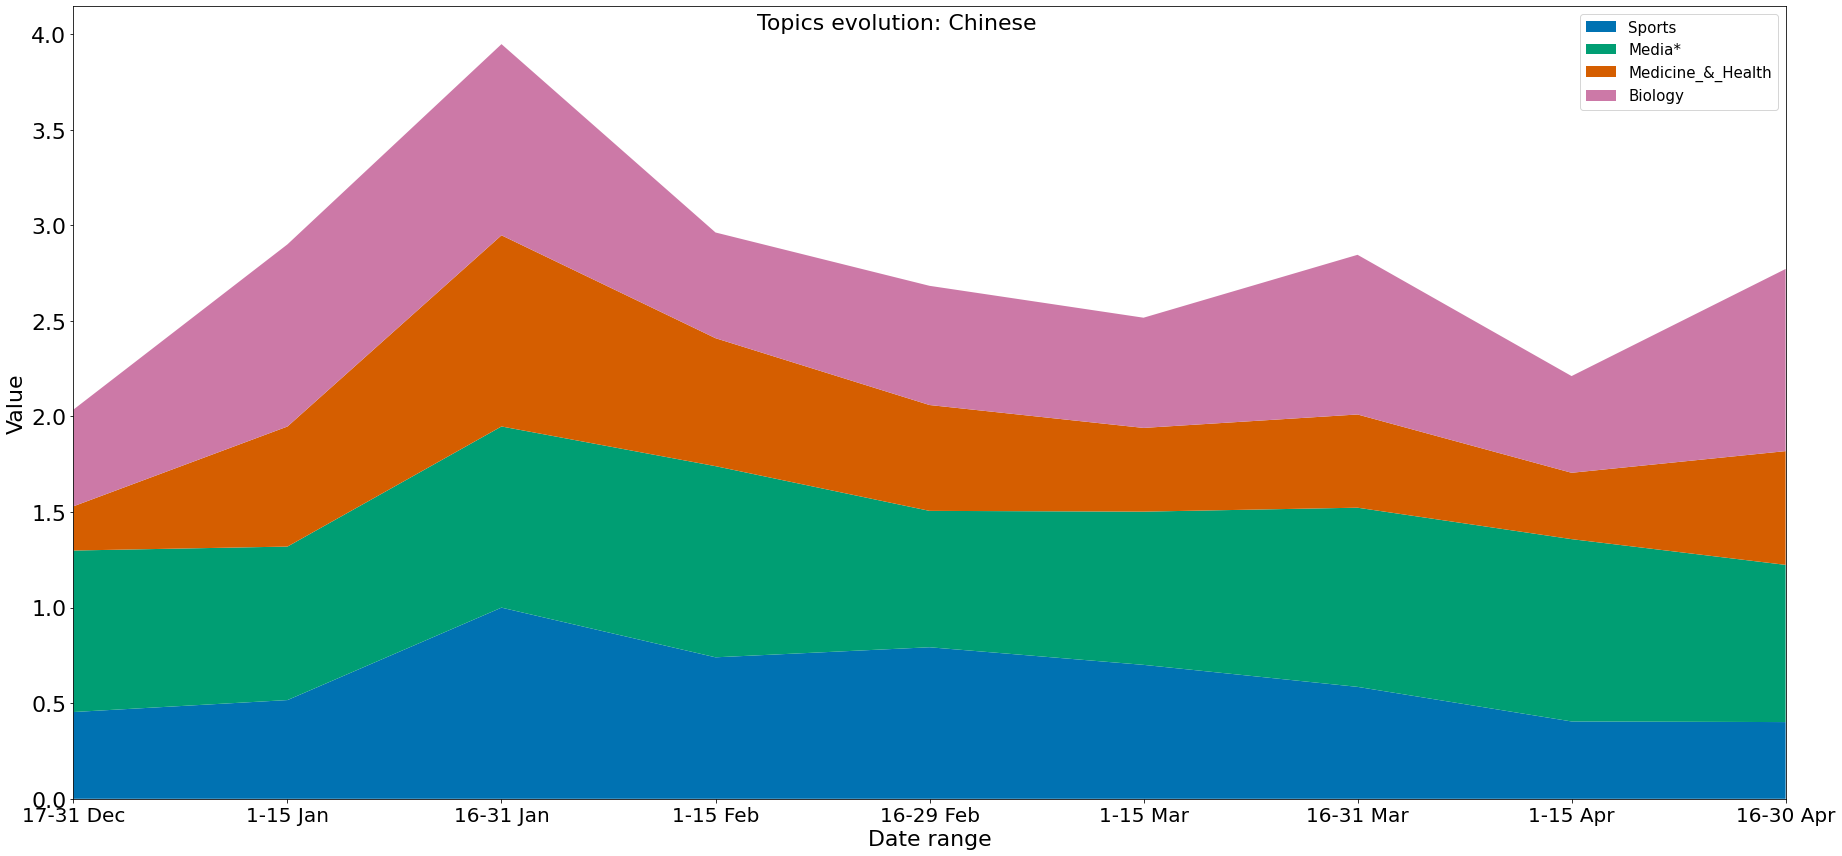 Topics evolution: Chinese
Sports
Media*
Medicine_&_Health
Biology
Value
4.0
3.5
3.0
2.5
2.0
1.5
1.0
0.5
0.0
17-31 Dec
1-15 Jan
16-31 Jan
1-15 Feb
16-29 Feb
1-15 Mar
16-31 Mar
1-15 Apr
16-30 Apr
Date range